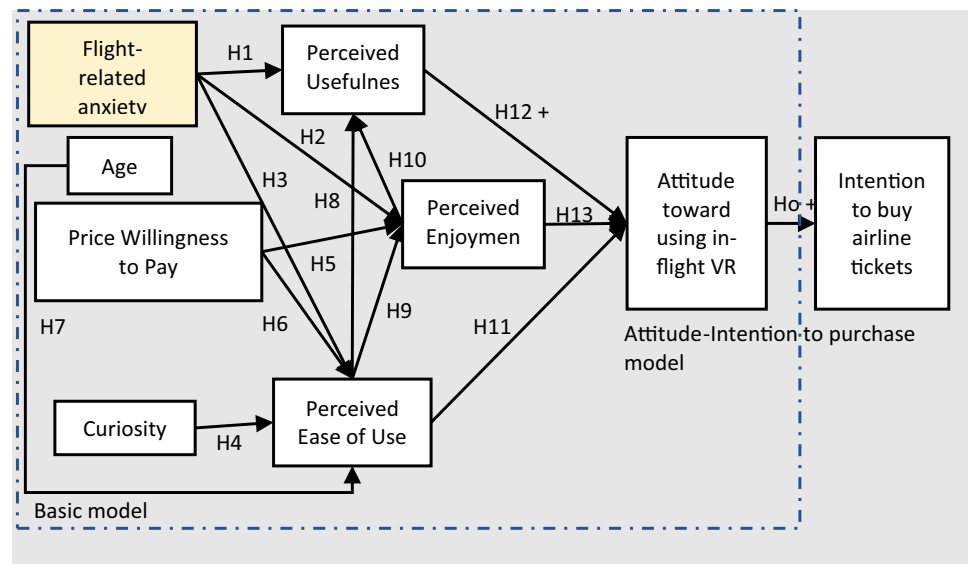 Flight-
related
anxiety
H1
Perceived
Usefulnes
H12 +
Age
H2
H3
H10
H8
Price Willingness
to Pay
Perceived
Enjoymen
H13
Attitude
toward
using in-
flight VR
Ho +
Intention
to buy
airline
tickets
H5
H6
H9
H7
H11
Attitude-Intention to purchase
model
Curiosity
H4
Perceived
Ease of Use
Basic model